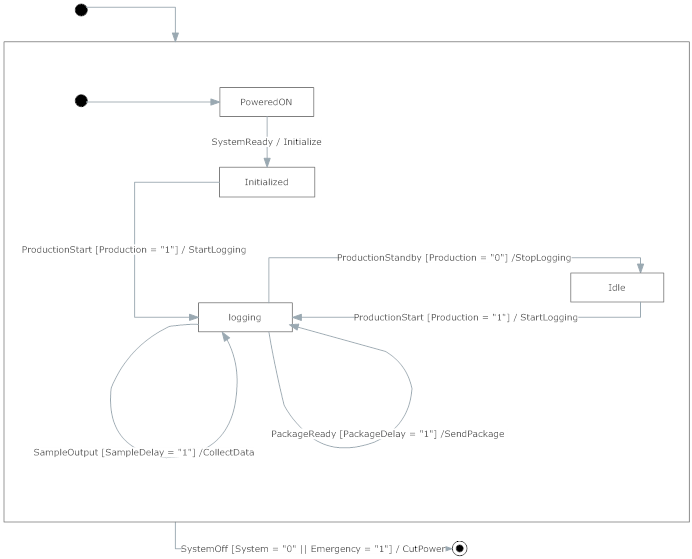 PoweredON
SystemReady / Initialize
Initialized
ProductionStart [Production = "1"] / StartLogging
ProductionStandby [Production = "0"] /StopLogging
Idle
logging
ProductionStart [Production = "1"] / StartLogging
PackageReady [PackageDelay = "1"] /SendPackage
SampleOutput [SampleDelay = "1"] /CollectData
SystemOff [System = "0" || Emergency = "1"] / CutPower